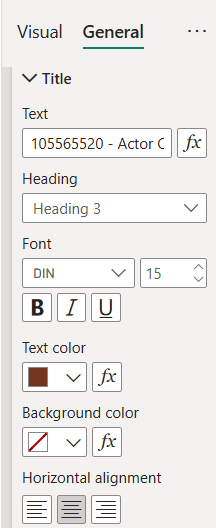 Visual General ...
Title
Text
105565520 - Actor C
fx
Heading
Heading 3
Font
DIN
15
B I U
Text color
fx
Background color
fx
Horizontal alignment